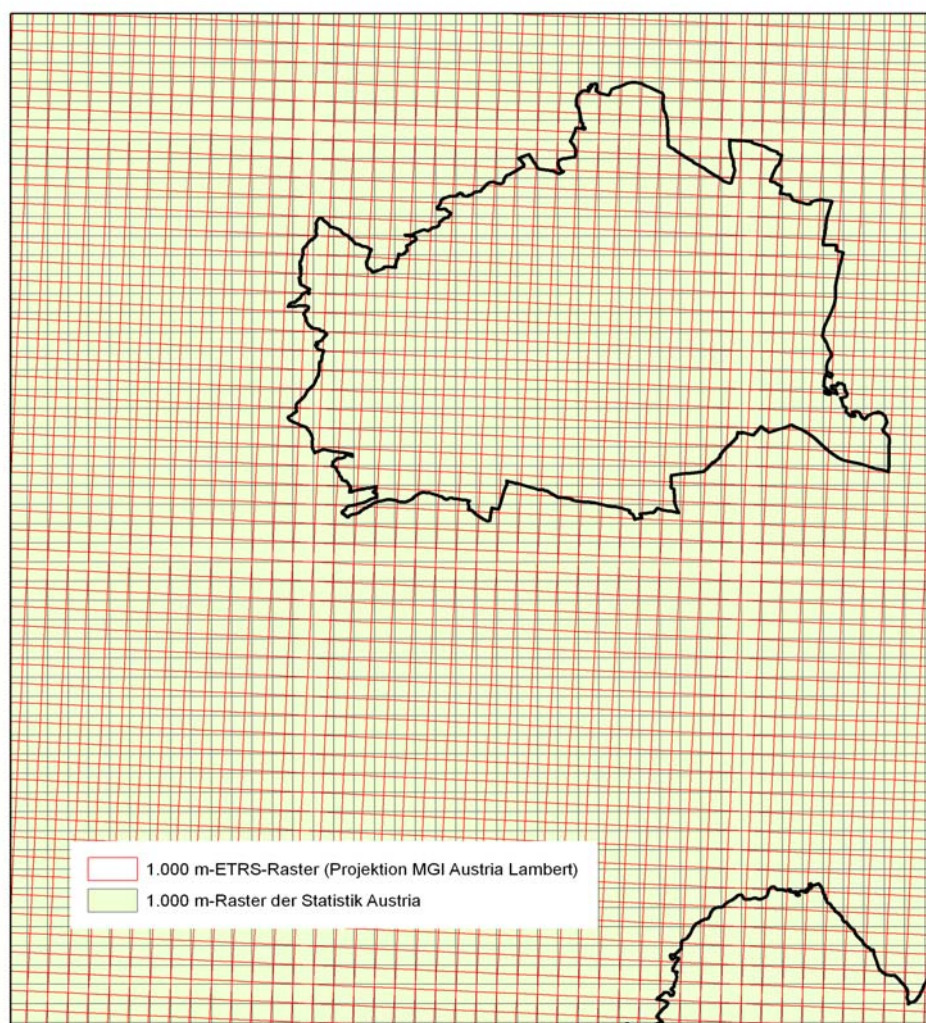 1.000 m-ETRS-Raster (Projektion MGI Austria Lambert)
1.000 m-Raster der Statistik Austria